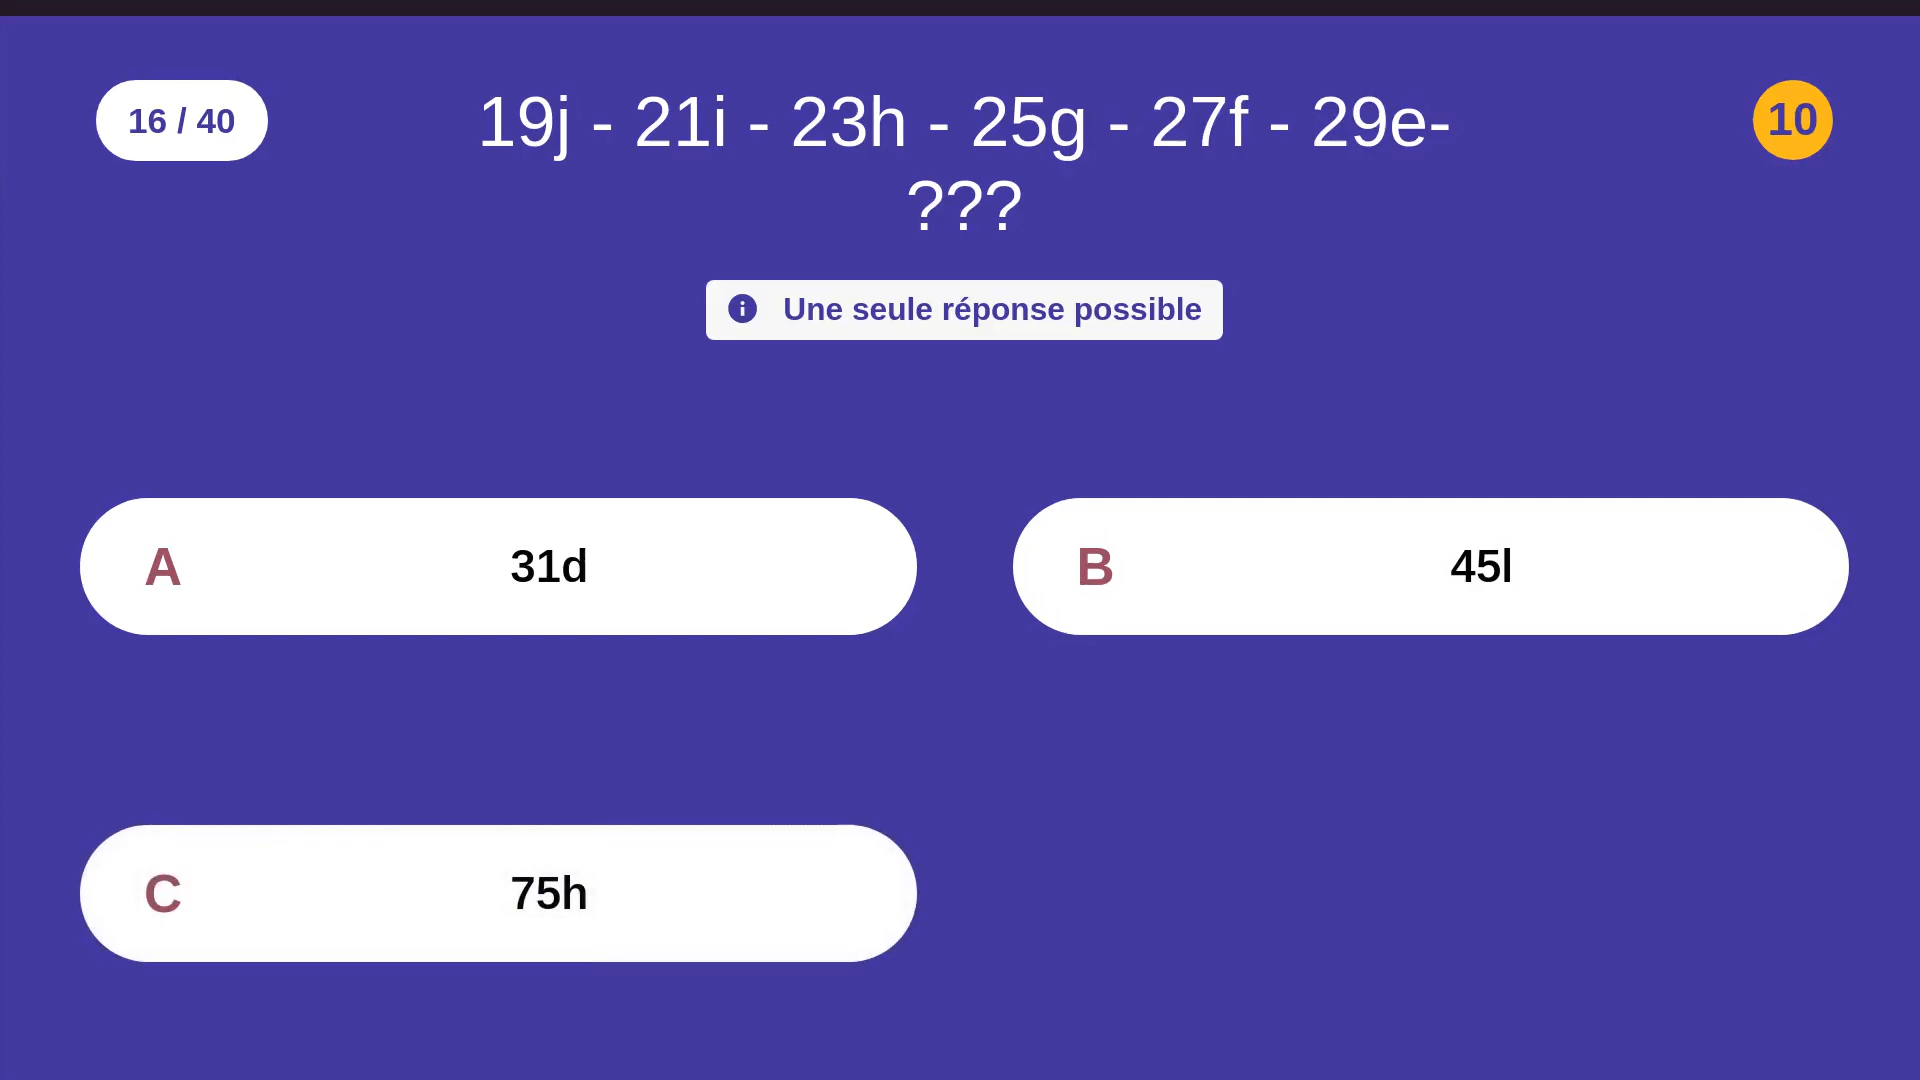 16 / 40
19j - 21i - 23h - 25g - 27f - 29e-
???
10
Une seule réponse possible
A 31d
B 45l
C 75h